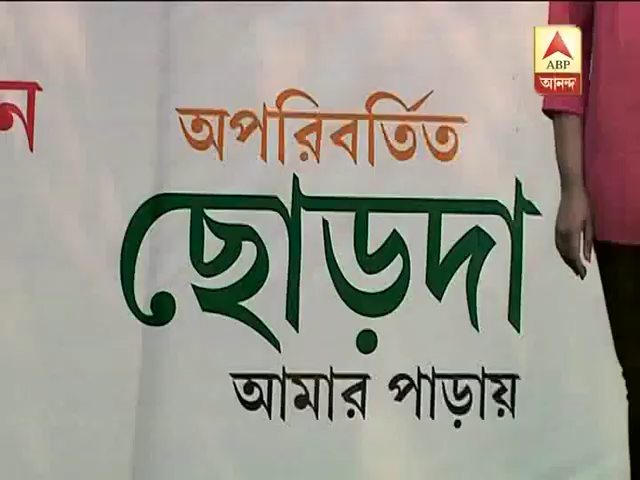 ন
ABP
আনন্দ
অপরিবর্তিত
ছোড়দা
আমার পাড়ায়